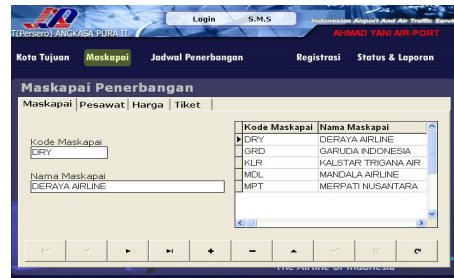 Login S.M.S
Indonesian Airport And Air Traffic Servi
T(Persero) ANGKASA PURA II (
AHMAD YANI AIR-PORT
Kota Tujuan Maskapai Jadwal Penerbangan Registrasi Status & Laporan
Maskapai Penerbangan
Maskapai Pesawat Harga Tiket
Kode Maskapai
DRY
Nama Maskapai
DERAYA AIRLINE
Kode Maskapai Nama Maskapai
DRY DERAYA AIRLINE
GRD GARUDA INDONESIA
KLR KALSTAR TRIGANA AIR
MDL MANDALA AIRLINE
MPT MERPATI NUSANTARA
The Airline Of Indonesia